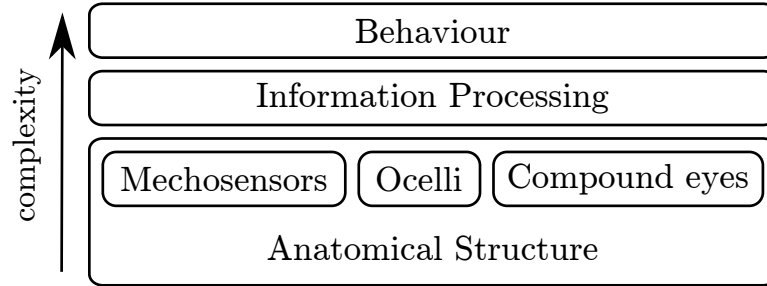 Behaviour
Information Processing
Mechosensors Ocelli Compound eyes
Anatomical Structure
complexity